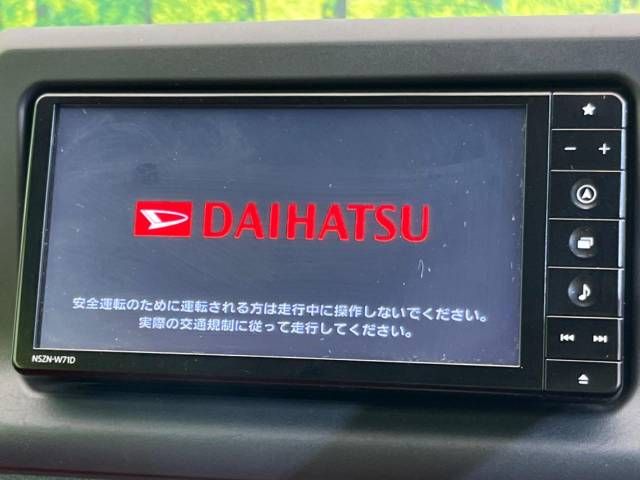 DAIHATSU
安全運転のために運転される方は走行中に操作しないでください。
実際の交通規制に従って走行してください。
NSZN-W71D